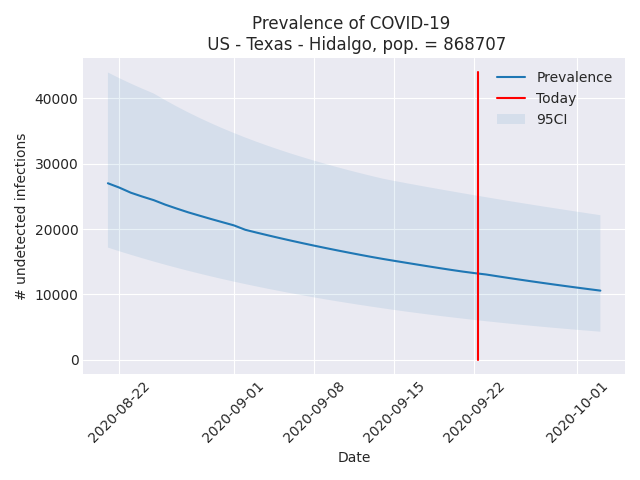 Prevalence of COVID-19
US - Texas - Hidalgo, pop. = 868707
Prevalence
Today
95CI
# undetected infections
40000
30000
20000
10000
0
2020-08-22
2020-09-01
2020-09-08
2020-09-15
2020-09-22
2020-10-01
Date